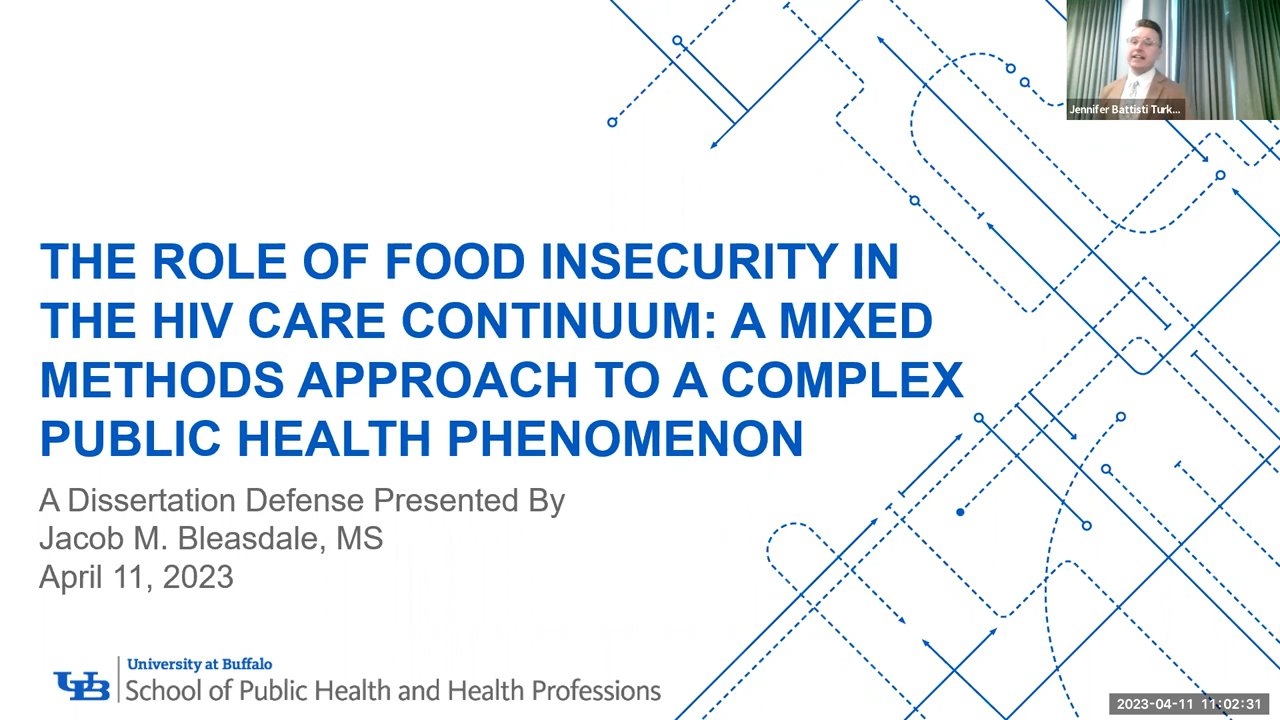 Jennifer Battisti Turk...
THE ROLE OF FOOD INSECURITY IN
THE HIV CARE CONTINUUM: A MIXED
METHODS APPROACH TO A COMPLEX
PUBLIC HEALTH PHENOMENON
A Dissertation Defense Presented By
Jacob M. Bleasdale, MS
April 11, 2023
UB
University at Buffalo
School of Public Health and Health Professions
2023-04-11 11:02:31